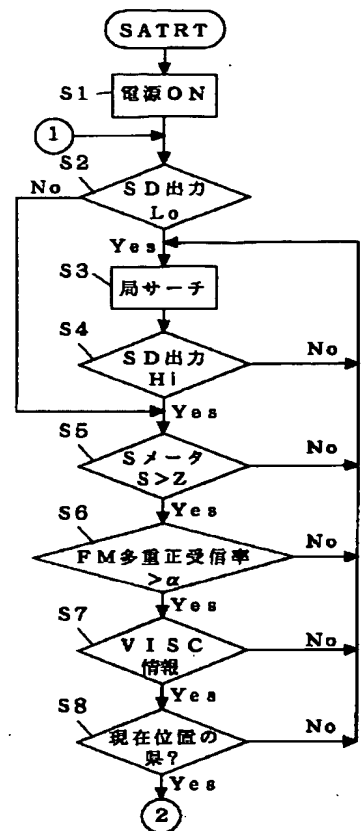 SATRT
S1
電源ON
1
S2
No
SD出力
Lo
Yes
S3
局サーチ
S4
SD出力
Hi
No
Yes
S5
Sメータ
S>Z
No
Yes
S6
FM多重正受信率
>α
No
Yes
S7
VISC
情報
No
Yes
S8
現在位置の
県?
No
Yes
2